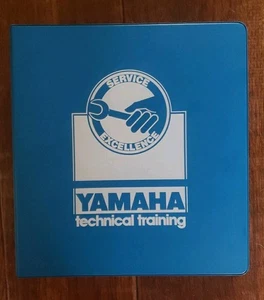 SERVICE
EXCELLENCE
YAMAHA
technical training